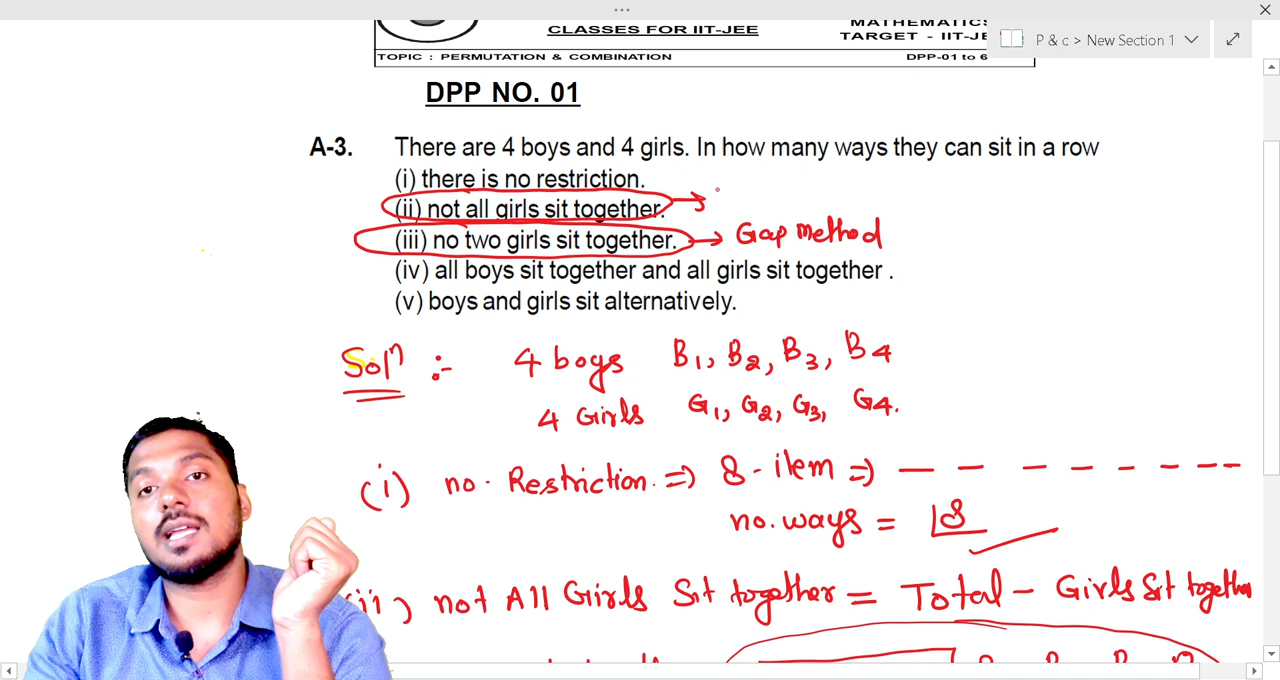 CLASSES FOR IIT-JEE
MATHEMATICS
TARGET - IIT-JE
P & c > New Section 1
TOPIC : PERMUTATION & COMBINATION
DPP-01 to 6
DPP NO. 01
A-3. There are 4 boys and 4 girls. In how many ways they can sit in a row
(i) there is no restriction.
(ii) not all girls sit together. →
(iii) no two girls sit together. → Gap Method
(iv) all boys sit together and all girls sit together .
(v) boys and girls sit alternatively.
Solⁿ :- 4 boys B1, B2, B3, B4
4 Girls G1, G2, G3, G4.
(i) no. Restriction. => 8 - item => — — — — — — — —
no. ways = |8
(ii) not All Girls Sit together = Total - Girls Sit together